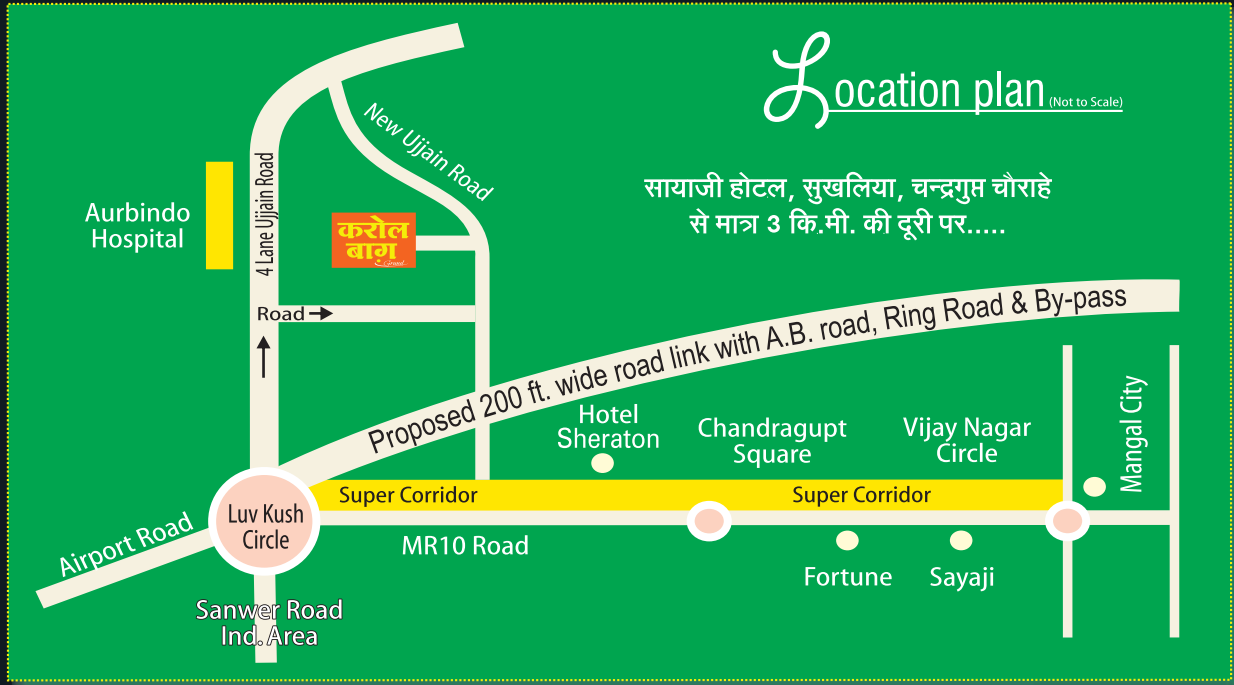 Location plan (Not to Scale)
सायाजी होटल, सुखलिया, चन्द्रगुप्त चौराहे
से मात्र 3 कि.मी. की दूरी पर.....
New Ujjain Road
4 Lane Ujjain Road
Aurbindo
Hospital
करोल
बाग़
Grand
Road
Proposed 200 ft. wide road link with A.B. road, Ring Road & By-pass
Hotel
Sheraton
Chandragupt
Square
Vijay Nagar
Circle
Mangal City
Super Corridor
Super Corridor
Luv Kush
Circle
MR10 Road
Airport Road
Fortune
Sayaji
Sanwer Road
Ind. Area